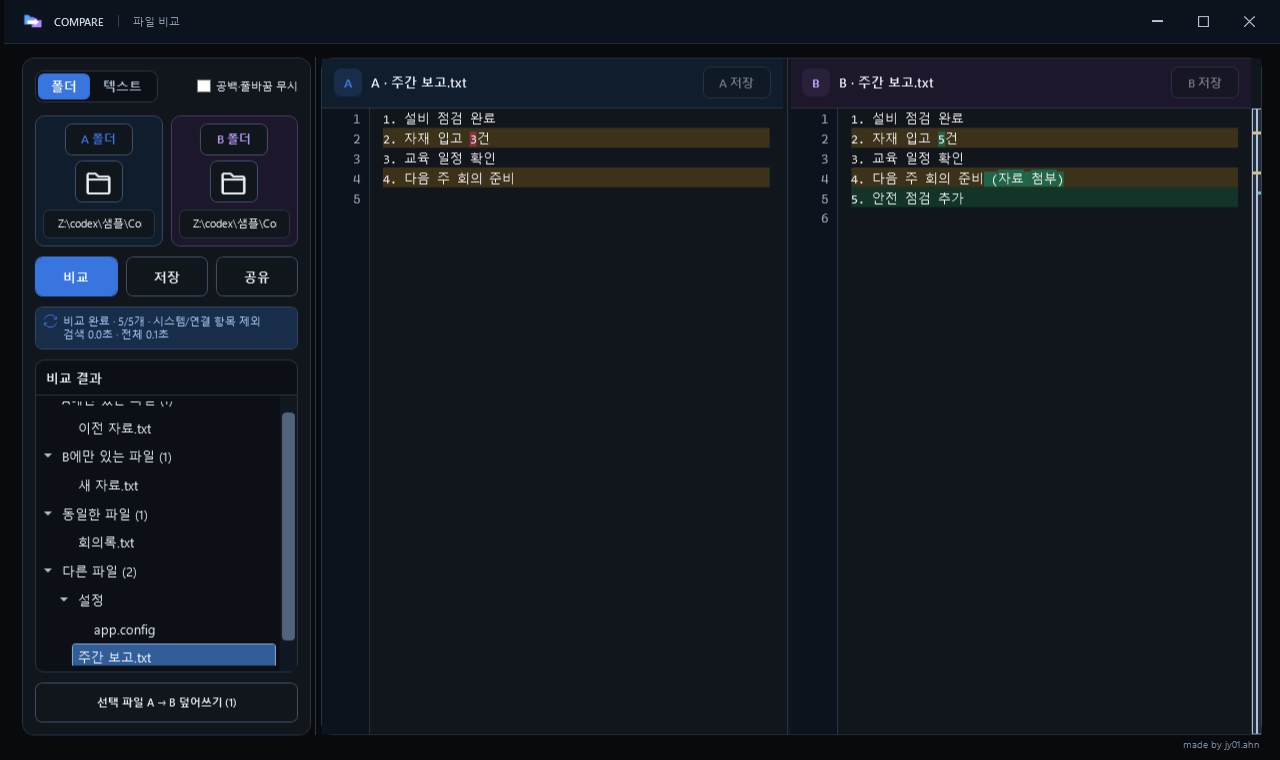 COMPARE
파일 비교
폴더
텍스트
공백·줄바꿈 무시
A 폴더
B 폴더
Z:\codex\샘플\Co
Z:\codex\샘플\Co
비교
저장
공유
비교 완료 · 5/5개 · 시스템/연결 항목 제외
검색 0.0초 · 전체 0.1초
비교 결과
이전 자료.txt
B에만 있는 파일 (1)
새 자료.txt
동일한 파일 (1)
회의록.txt
다른 파일 (2)
설정
app.config
주간 보고.txt
선택 파일 A → B 덮어쓰기 (1)
A
A · 주간 보고.txt
A 저장
1 1. 설비 점검 완료
2 2. 자재 입고 3건
3 3. 교육 일정 확인
4 4. 다음 주 회의 준비
5
B
B · 주간 보고.txt
B 저장
1 1. 설비 점검 완료
2 2. 자재 입고 5건
3 3. 교육 일정 확인
4 4. 다음 주 회의 준비 (자료 첨부)
5 5. 안전 점검 추가
6
made by jy01.ahn